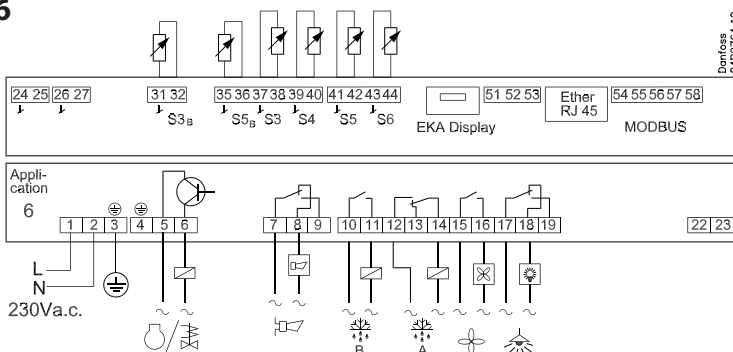 6
Danfoss
24 25 26 27 31 32 35 36 37 38 39 40 41 42 43 44 51 52 53 Ether RJ 45 54 55 56 57 58
S3B S5B S3 S4 S5 S6
EKA Display
MODBUS
Appli-
cation
6
1 2 3 4 5 6 7 8 9 10 11 12 13 14 15 16 17 18 19 22 23
L
N
230Va.c.
B A